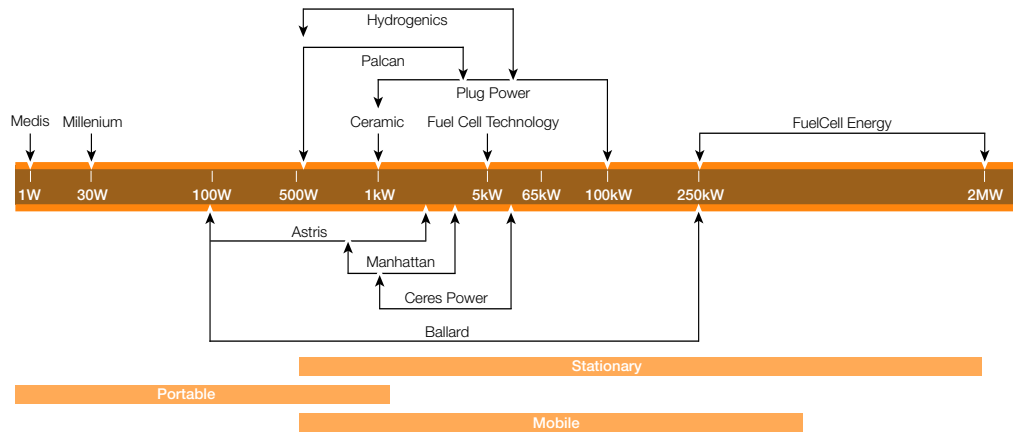 Hydrogenics
Palcan
Plug Power
Medis
Millenium
Ceramic
Fuel Cell Technology
FuelCell Energy
1W
30W
100W
500W
1kW
5kW
65kW
100kW
250kW
2MW
Astris
Manhattan
Ceres Power
Ballard
Stationary
Portable
Mobile